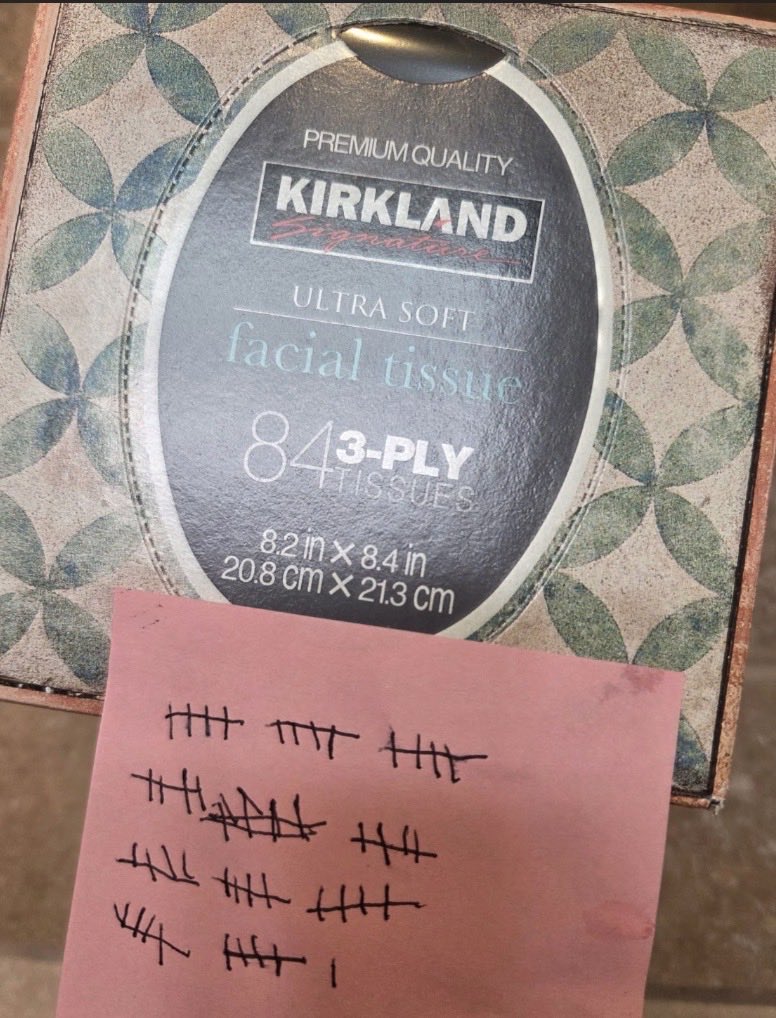 PREMIUM QUALITY
KIRKLAND
Signature
ULTRA SOFT
facial tissue
84 3-PLY
TISSUES
8.2 in X 8.4 in
20.8 cm X 21.3 cm